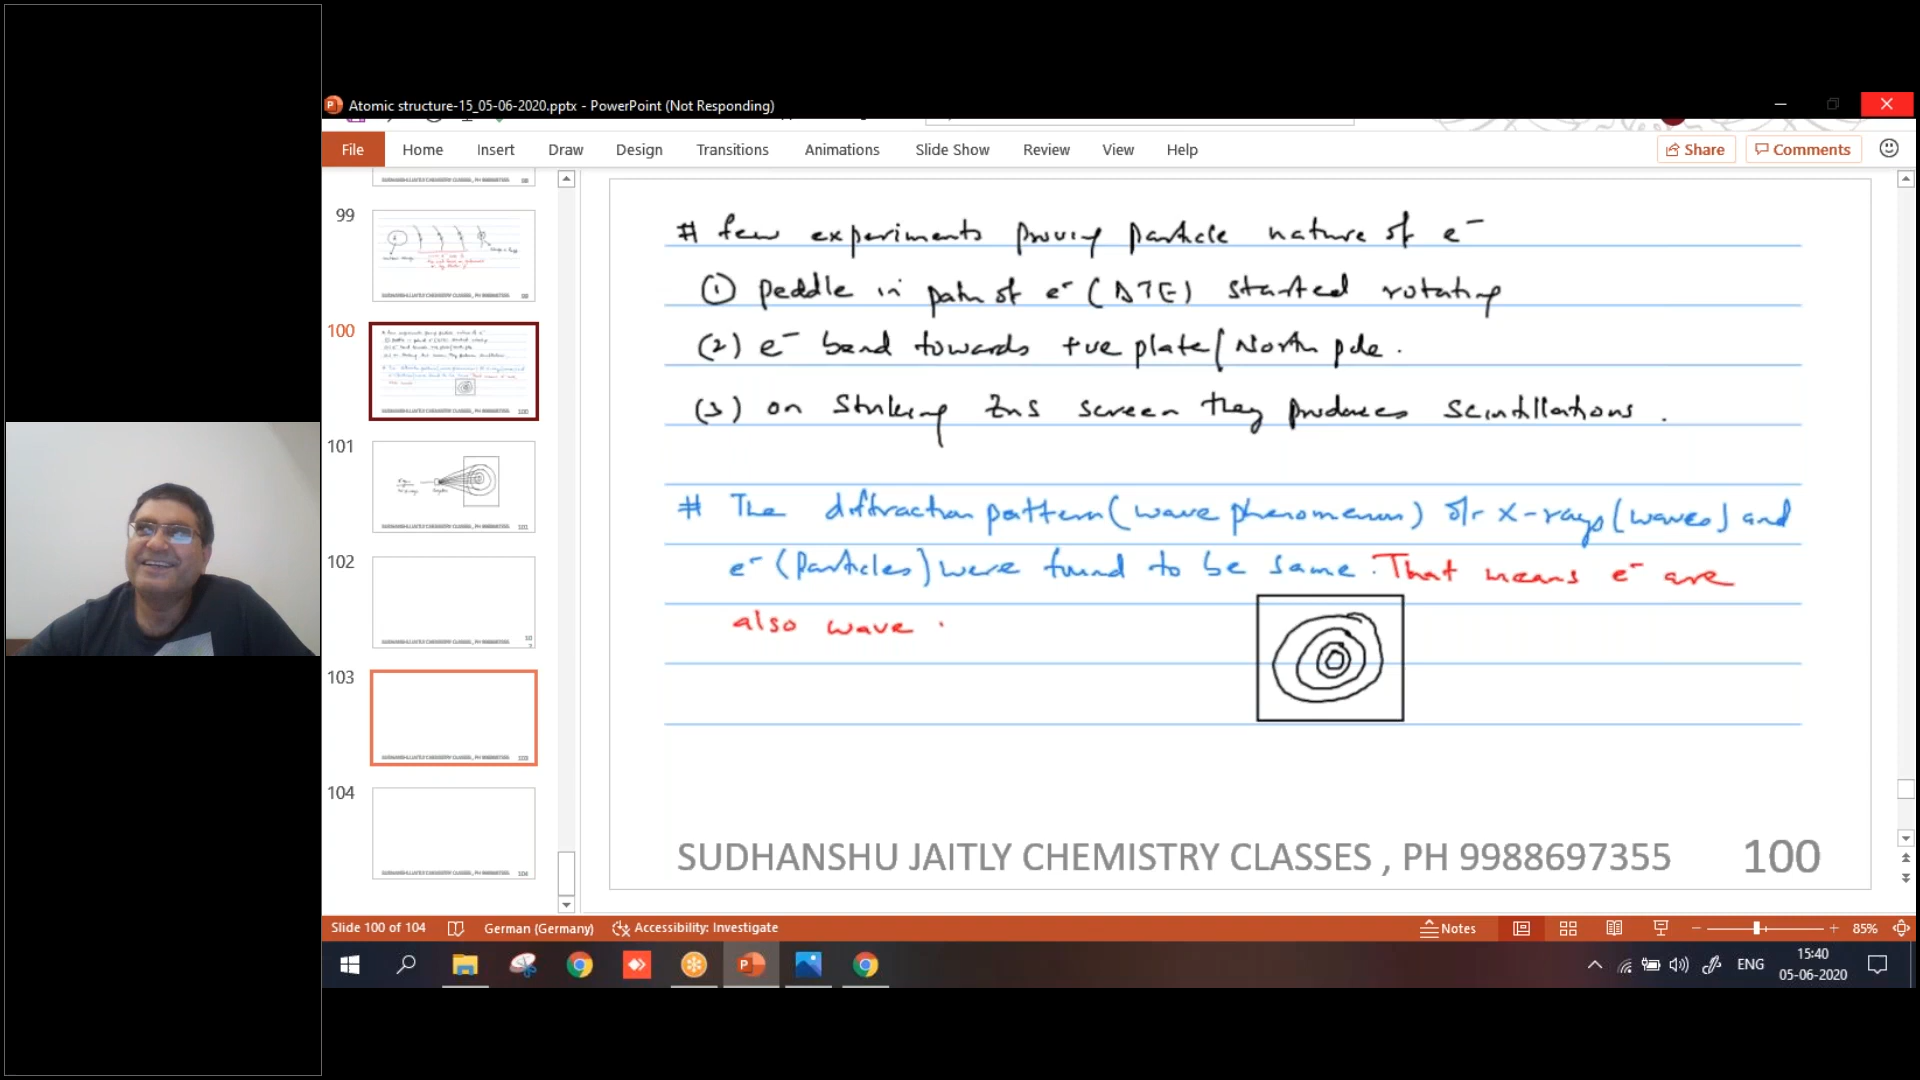 Atomic structure-15_05-06-2020.pptx - PowerPoint (Not Responding)
File Home Insert Draw Design Transitions Animations Slide Show Review View Help Share Comments
99
100
101
102
103
104
# few experiments proving particle nature of e⁻
(1) peddle in path of e⁻ (DTE) started rotating
(2) e⁻ bend towards +ve plate/North pole.
(3) on striking ZnS screen they produces scintillations.
# The diffraction pattern (wave phenomenon) of x-rays (waves) and
e⁻ (Particles) were found to be same. That means e⁻ are
also wave.
SUDHANSHU JAITLY CHEMISTRY CLASSES , PH 9988697355 100
Slide 100 of 104 German (Germany) Accessibility: Investigate Notes 85%
ENG 15:40
05-06-2020